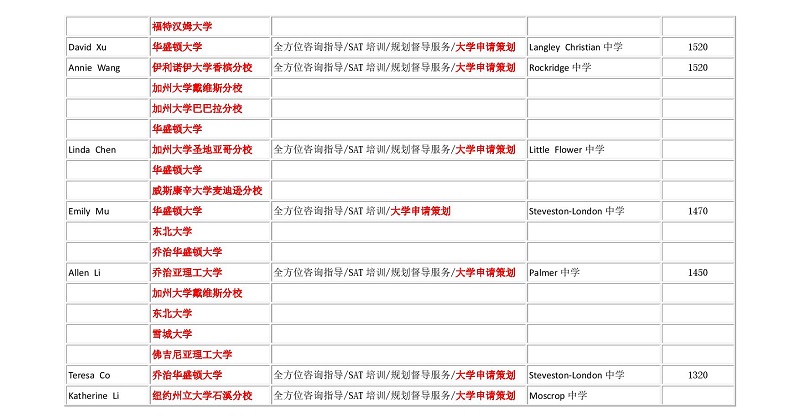 福特汉姆大学
David Xu 华盛顿大学 全方位咨询指导/SAT 培训/规划督导服务/大学申请策划 Langley Christian 中学 1520
Annie Wang 伊利诺伊大学香槟分校 全方位咨询指导/SAT 培训/规划督导服务/大学申请策划 Rockridge 中学 1520
加州大学戴维斯分校
加州大学巴巴拉分校
华盛顿大学
Linda Chen 加州大学圣地亚哥分校 全方位咨询指导/SAT 培训/规划督导服务/大学申请策划 Little Flower 中学
华盛顿大学
威斯康辛大学麦迪逊分校
Emily Mu 华盛顿大学 全方位咨询指导/SAT 培训/大学申请策划 Steveston-London 中学 1470
东北大学
乔治华盛顿大学
Allen Li 乔治亚理工大学 全方位咨询指导/SAT 培训/规划督导服务/大学申请策划 Palmer 中学 1450
加州大学戴维斯分校
东北大学
雪城大学
佛吉尼亚理工大学
Teresa Co 乔治华盛顿大学 全方位咨询指导/SAT 培训/规划督导服务/大学申请策划 Steveston-London 中学 1320
Katherine Li 纽约州立大学石溪分校 全方位咨询指导/SAT 培训/规划督导服务/大学申请策划 Moscrop 中学